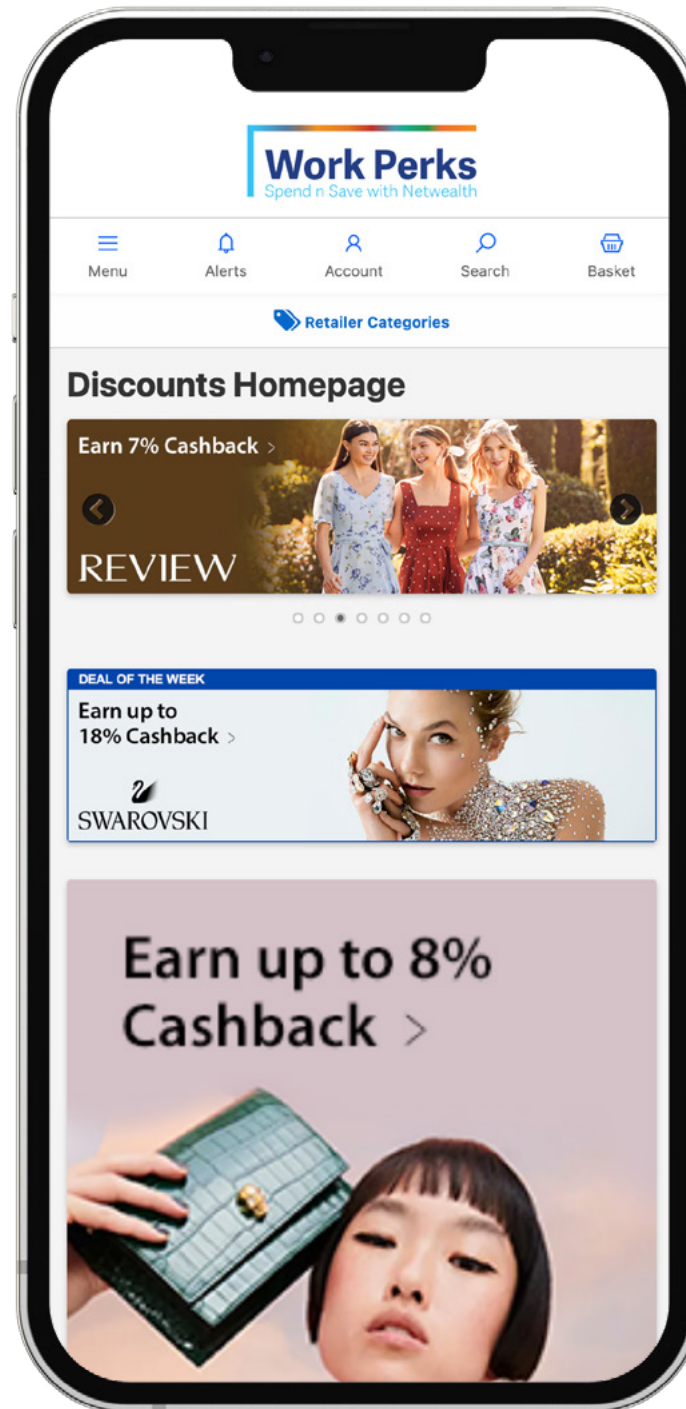 Work Perks
Spend n Save with Netwealth
Menu Alerts Account Search Basket
Retailer Categories
Discounts Homepage
Earn 7% Cashback >
REVIEW
DEAL OF THE WEEK
Earn up to
18% Cashback >
SWAROVSKI
Earn up to 8%
Cashback >